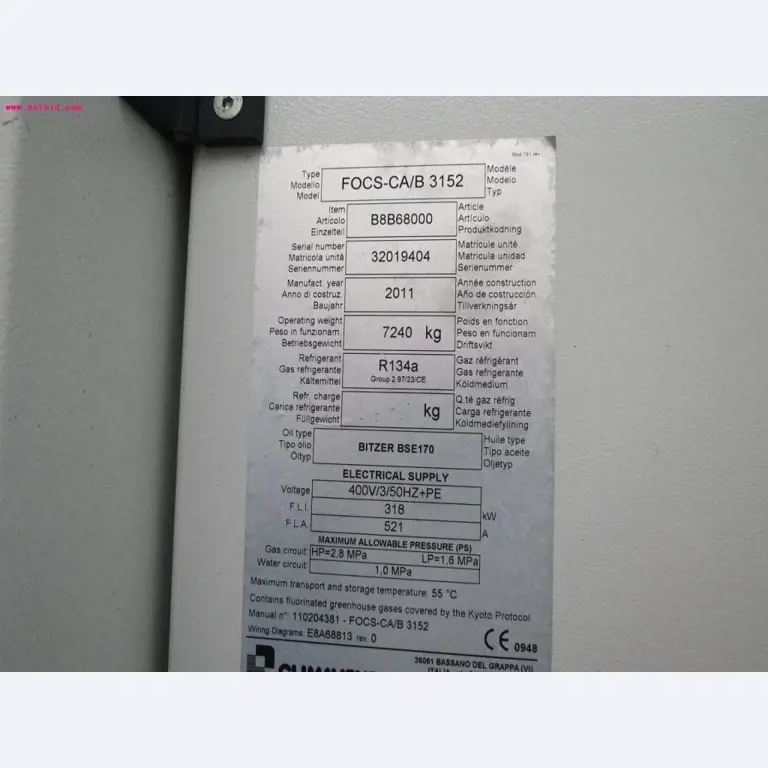 www.netbid.com
Mod.151 rev.
Type
Modello
Model
FOCS-CA/B 3152
Modèle
Modelo
Typ
Item
Articolo
Einzelteil
B8B68000
Article
Artículo
Produktkodning
Serial number
Matricola unità
Seriennummer
32019404
Matricule unité
Matricula unidad
Serienummer
Manufact. year
Anno di costruz.
Baujahr
2011
Année construction
Año de costrucción
Tillverkningsår
Operating weight
Peso in funzionam.
Betriebsgewicht
7240 kg
Poids en fonction
Peso en funcionam
Driftsvikt
Refrigerant
Gas refrigerante
Kältemittel
R134a
Group 2 97/23/CE
Gaz réfrigérant
Gas refrigerante
Köldmedium
Refr. charge
Carica refrigerante
Füllgewicht
kg
Q.té gaz réfrig
Carga refrigerante
Köldmediefyllning
Oil type
Tipo olio
Öltyp
BITZER BSE170
Huile type
Tipo aceite
Oljetyp
ELECTRICAL SUPPLY
Voltage 400V/3/50HZ+PE
F.L.I. 318 kW
F.L.A. 521 A
MAXIMUM ALLOWABLE PRESSURE (PS)
Gas circuit: HP=2,8 MPa LP=1,6 MPa
Water circuit: 1,0 MPa
Maximum transport and storage temperature: 55 °C
Contains fluorinated greenhouse gases covered by the Kyoto Protocol
Manual n° 110204381 - FOCS-CA/B 3152
Wiring Diagrams: E8A68813 rev. 0
CE 0948
36061 BASSANO DEL GRAPPA (VI)